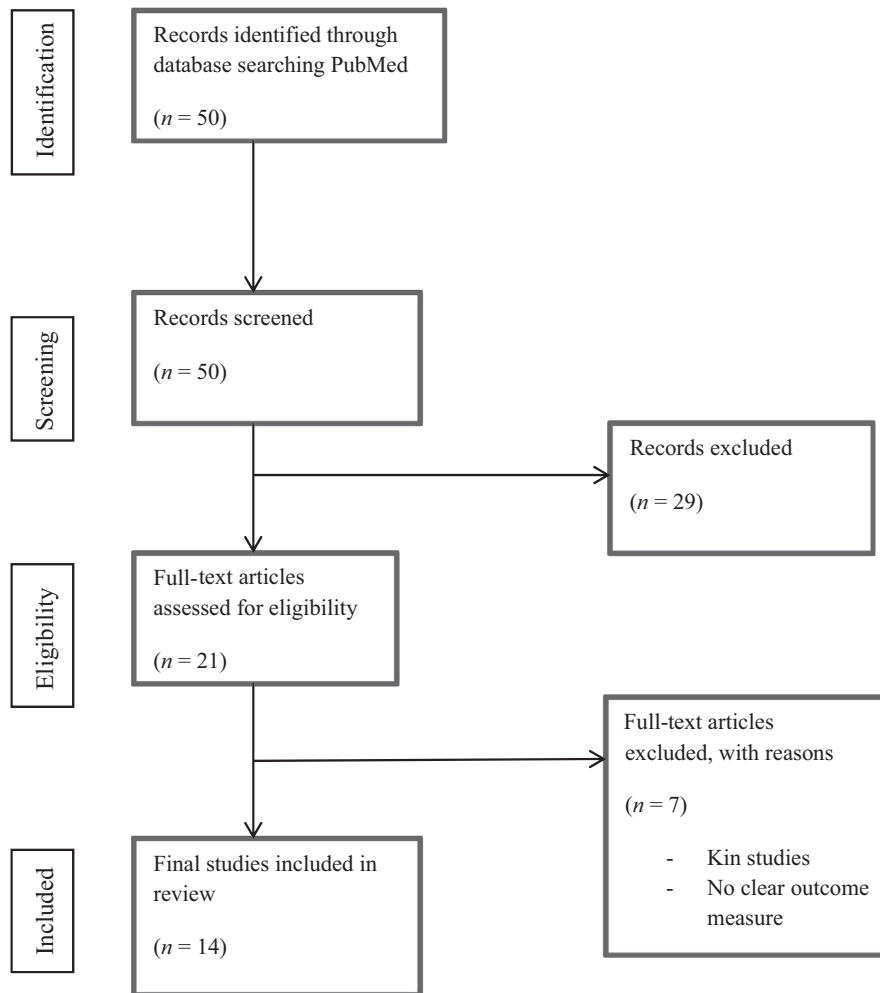 Identification
Records identified through
database searching PubMed
(n = 50)
Screening
Records screened
(n = 50)
Records excluded
(n = 29)
Eligibility
Full-text articles
assessed for eligibility
(n = 21)
Full-text articles
excluded, with reasons
(n = 7)
- Kin studies
- No clear outcome
measure
Included
Final studies included in
review
(n = 14)